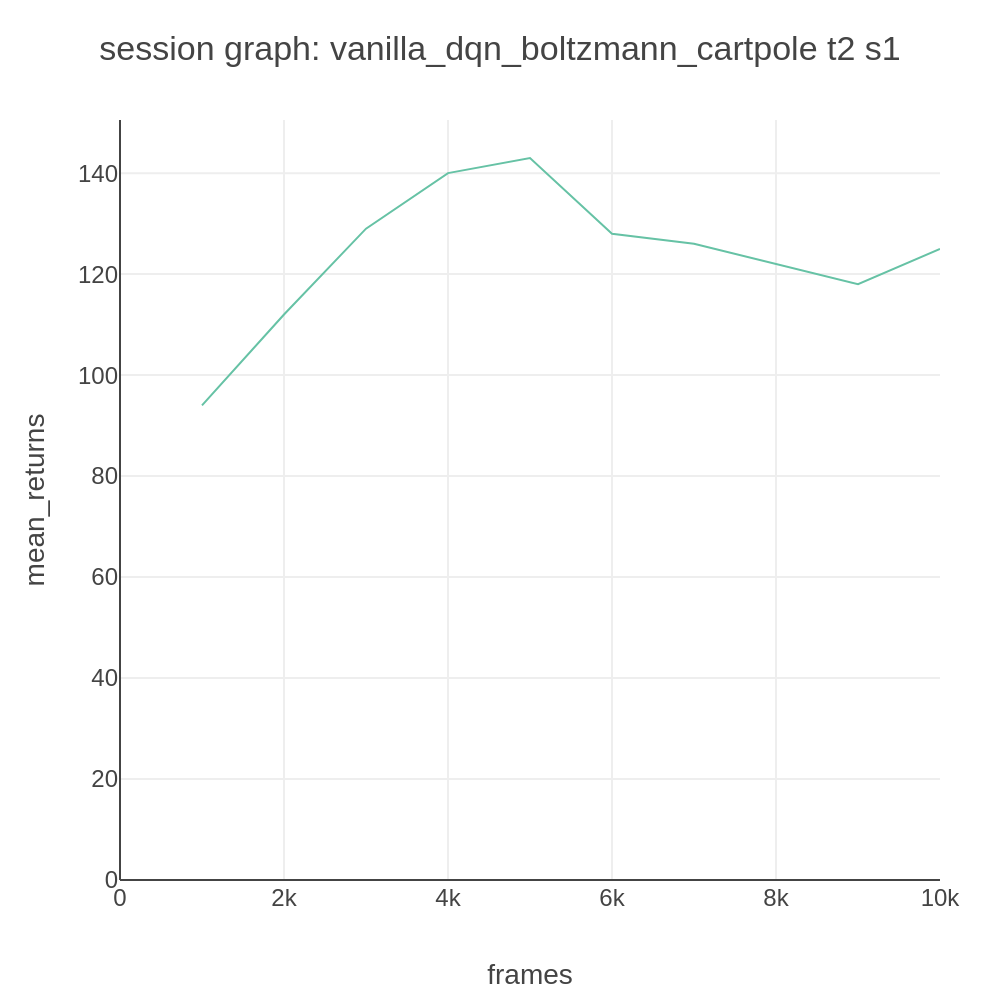 session graph: vanilla_dqn_boltzmann_cartpole t2 s1
140
120
100
80
60
40
20
0
mean_returns
0 2k 4k 6k 8k 10k
frames